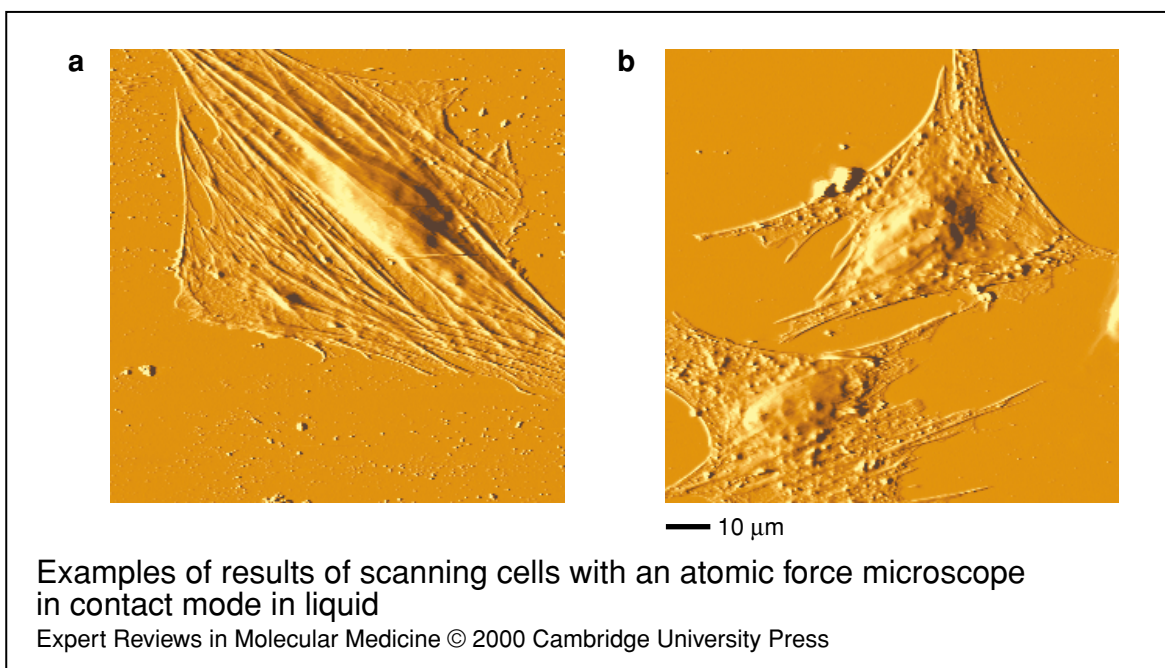 a
b
10 μm
Examples of results of scanning cells with an atomic force microscope
in contact mode in liquid
Expert Reviews in Molecular Medicine © 2000 Cambridge University Press